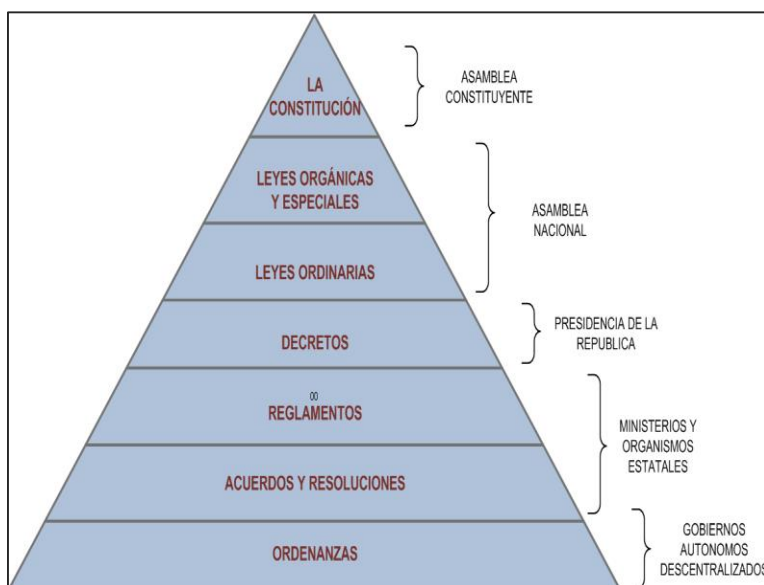 LA
CONSTITUCIÓN
ASAMBLEA
CONSTITUYENTE
LEYES ORGÁNICAS
Y ESPECIALES
LEYES ORDINARIAS
ASAMBLEA
NACIONAL
DECRETOS
PRESIDENCIA DE LA
REPUBLICA
00
REGLAMENTOS
ACUERDOS Y RESOLUCIONES
MINISTERIOS Y
ORGANISMOS
ESTATALES
ORDENANZAS
GOBIERNOS
AUTONOMOS
DESCENTRALIZADOS